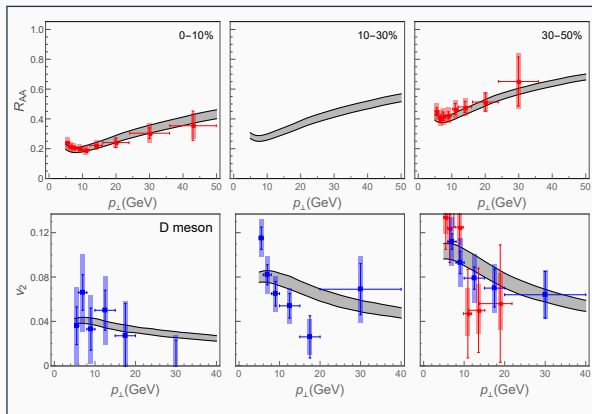 0-10%
10-30%
30-50%
R_AA
1.0
0.8
0.6
0.4
0.2
0.0
0 10 20 30 40 50
0 10 20 30 40 50
0 10 20 30 40 50
p⊥(GeV)
p⊥(GeV)
p⊥(GeV)
D meson
v₂
0.12
0.08
0.04
0
0 10 20 30 40
0 10 20 30 40
0 10 20 30 40
p⊥(GeV)
p⊥(GeV)
p⊥(GeV)